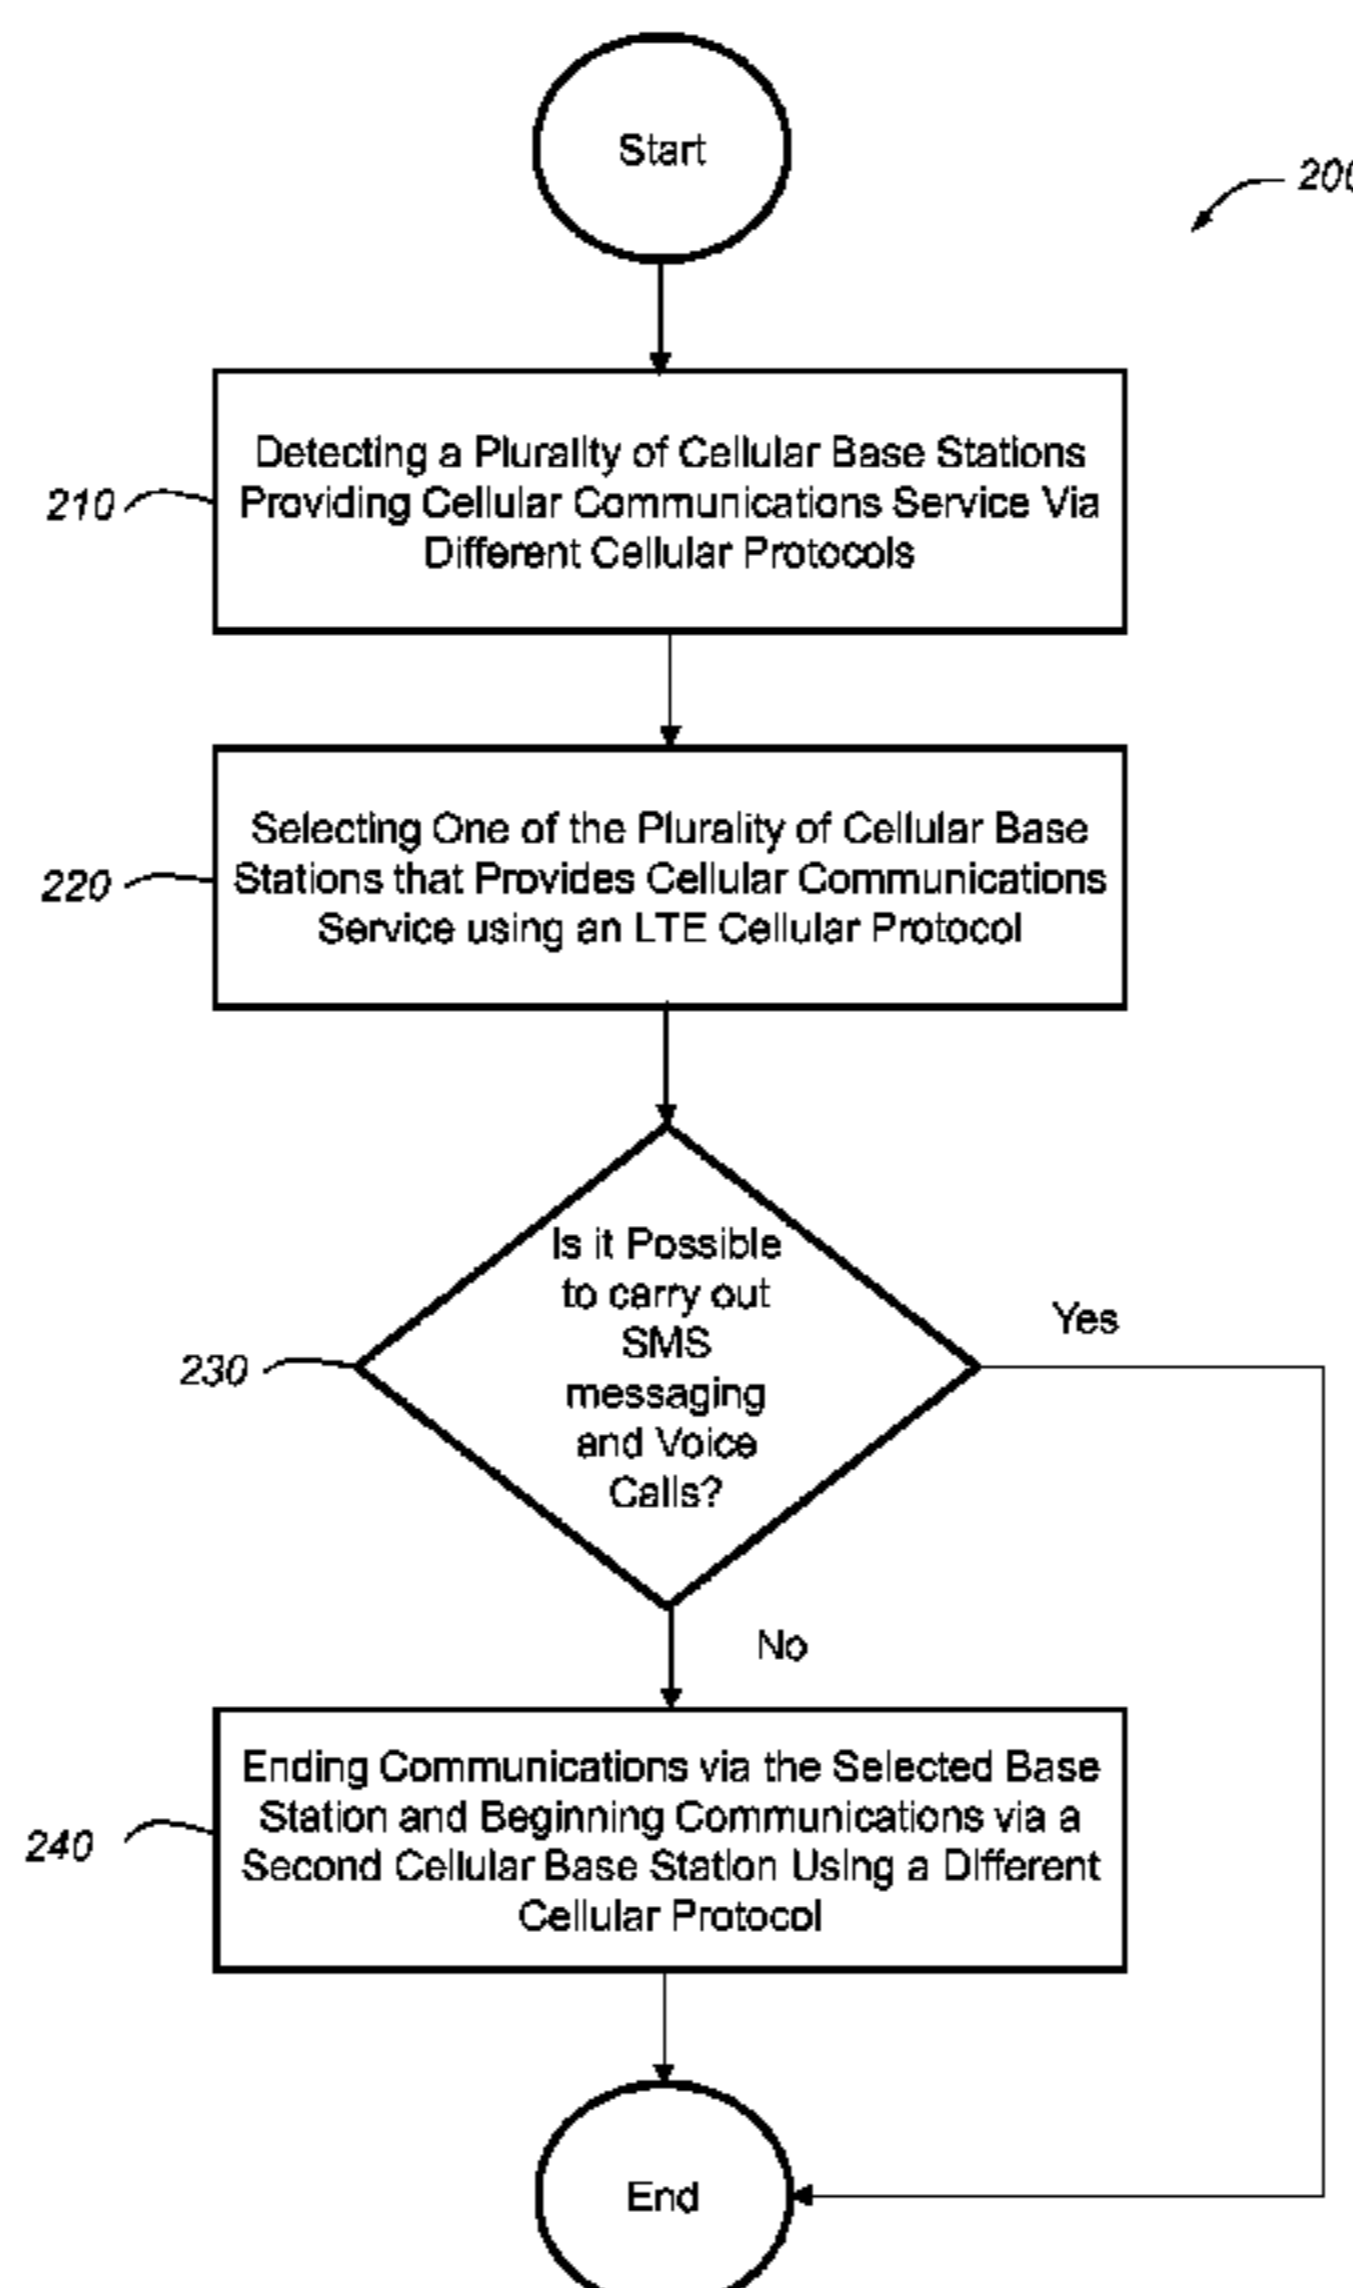 Start
200
210
Detecting a Plurality of Cellular Base Stations
Providing Cellular Communications Service Via
Different Cellular Protocols
220
Selecting One of the Plurality of Cellular Base
Stations that Provides Cellular Communications
Service using an LTE Cellular Protocol
230
Is it Possible
to carry out
SMS
messaging
and Voice
Calls?
Yes
No
240
Ending Communications via the Selected Base
Station and Beginning Communications via a
Second Cellular Base Station Using a Different
Cellular Protocol
End